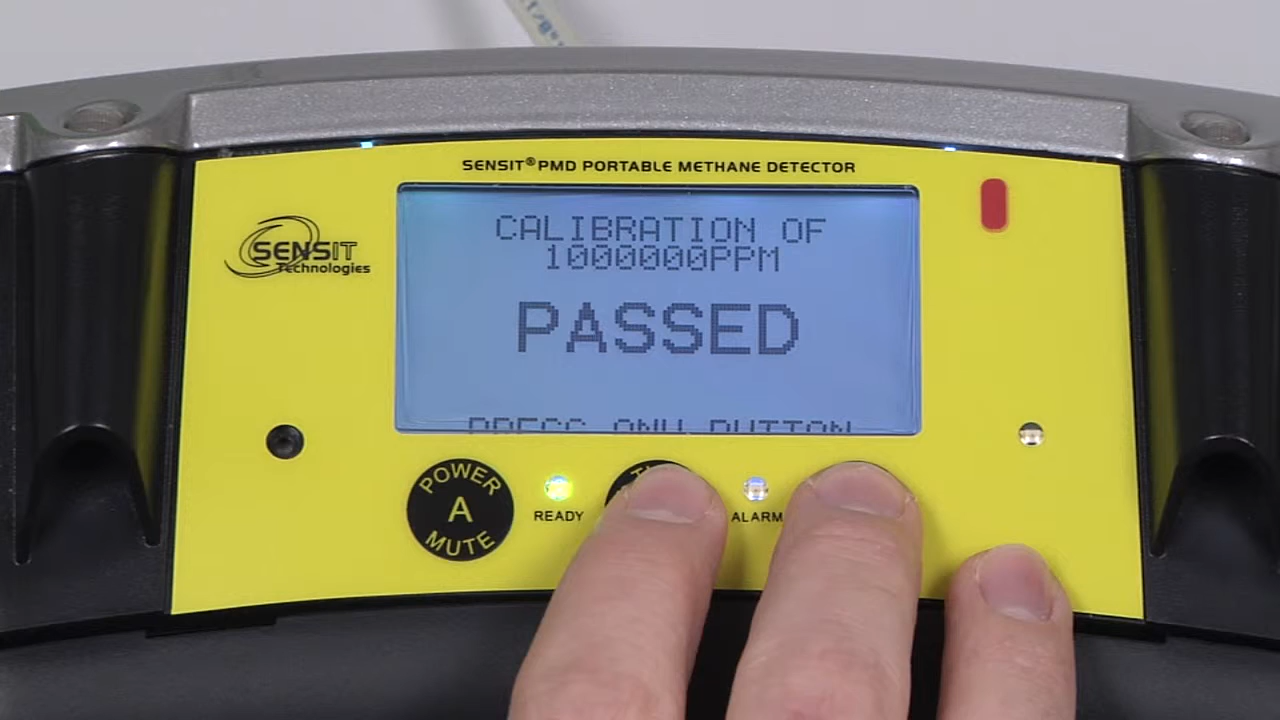 SENSIT® PMD PORTABLE METHANE DETECTOR
SENSIT
Technologies
CALIBRATION OF
1000000PPM
PASSED
PRESS ANY BUTTON
POWER
A
MUTE
READY
ALARM